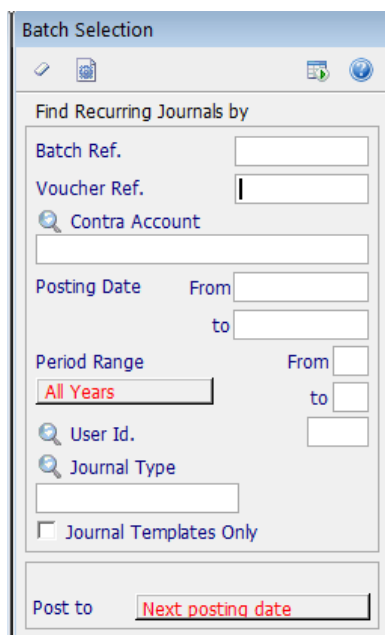 Batch Selection
Find Recurring Journals by
Batch Ref.
Voucher Ref.
Contra Account
Posting Date From
to
Period Range From
All Years to
User Id.
Journal Type
Journal Templates Only
Post to Next posting date